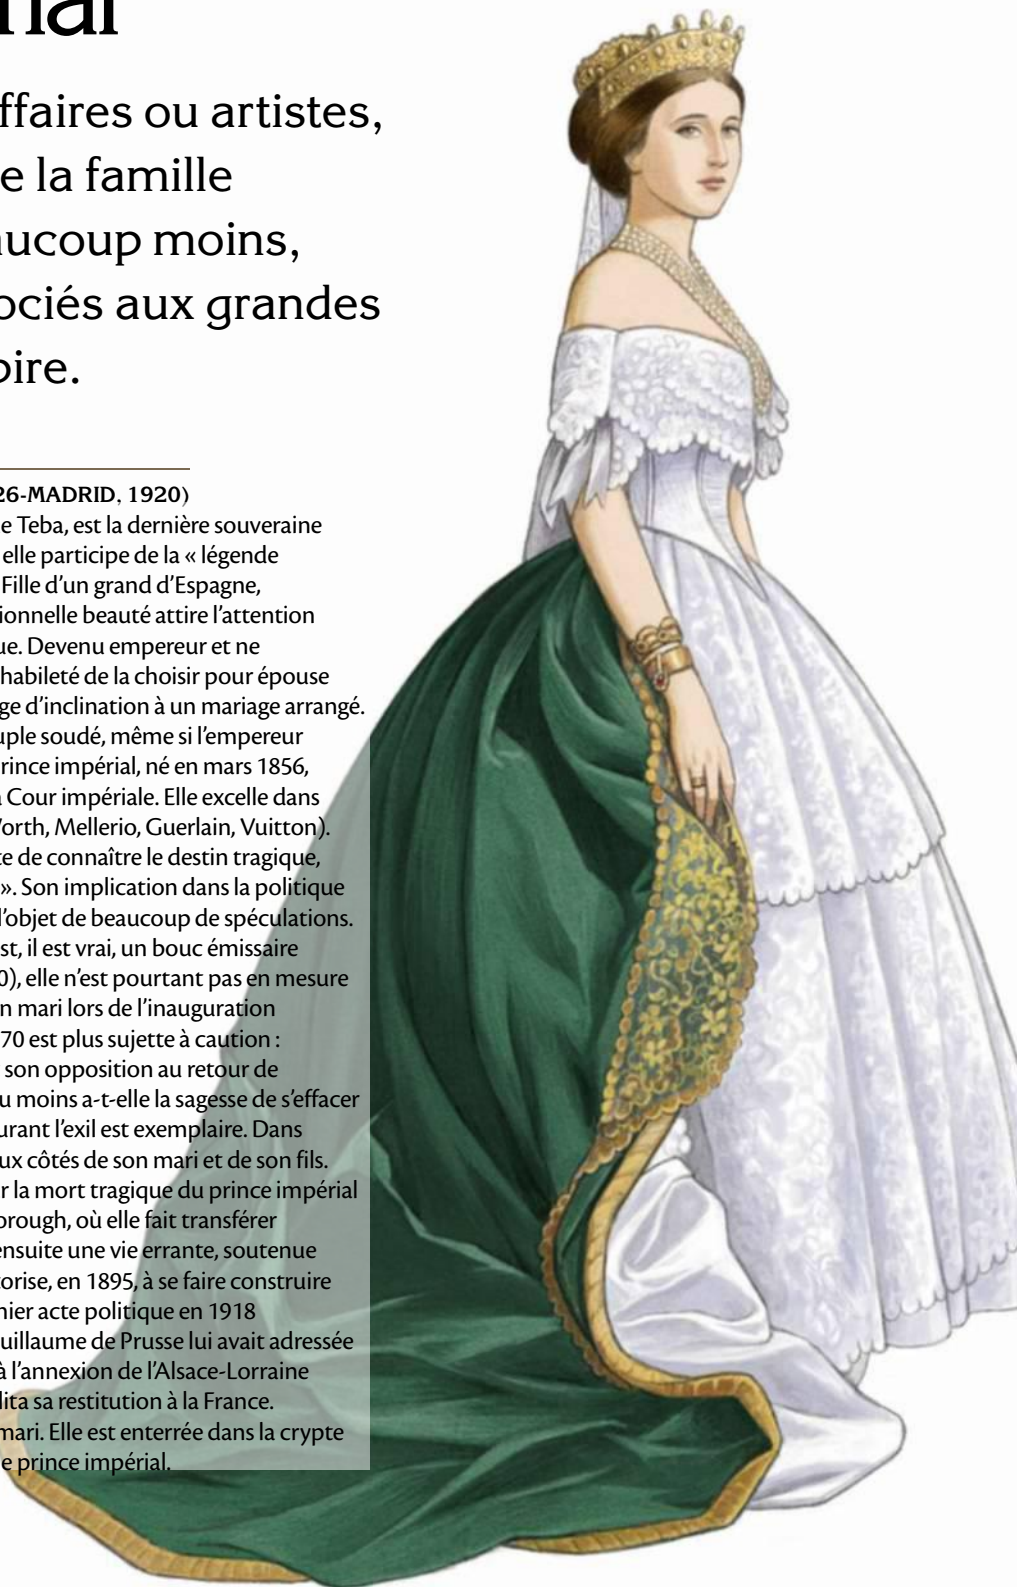 ffaires ou artistes,
e la famille
ucoup moins,
ociés aux grandes
pire.
26-MADRID, 1920)
e Teba, est la dernière souveraine
elle participe de la « légende
Fille d’un grand d’Espagne,
ionnelle beauté attire l’attention
ue. Devenu empereur et ne
habileté de la choisir pour épouse
ge d’inclination à un mariage arrangé.
uple soudé, même si l’empereur
rince impérial, né en mars 1856,
a Cour impériale. Elle excelle dans
Worth, Mellerio, Guerlain, Vuitton).
te de connaître le destin tragique,
». Son implication dans la politique
l’objet de beaucoup de spéculations.
st, il est vrai, un bouc émissaire
0), elle n’est pourtant pas en mesure
n mari lors de l’inauguration
70 est plus sujette à caution :
son opposition au retour de
u moins a-t-elle la sagesse de s’effacer
urant l’exil est exemplaire. Dans
ux côtés de son mari et de son fils.
r la mort tragique du prince impérial
orough, où elle fait transférer
ensuite une vie errante, soutenue
torise, en 1895, à se faire construire
nier acte politique en 1918
uillaume de Prusse lui avait adressée
à l’annexion de l’Alsace-Lorraine
dita sa restitution à la France.
mari. Elle est enterrée dans la crypte
e prince impérial.